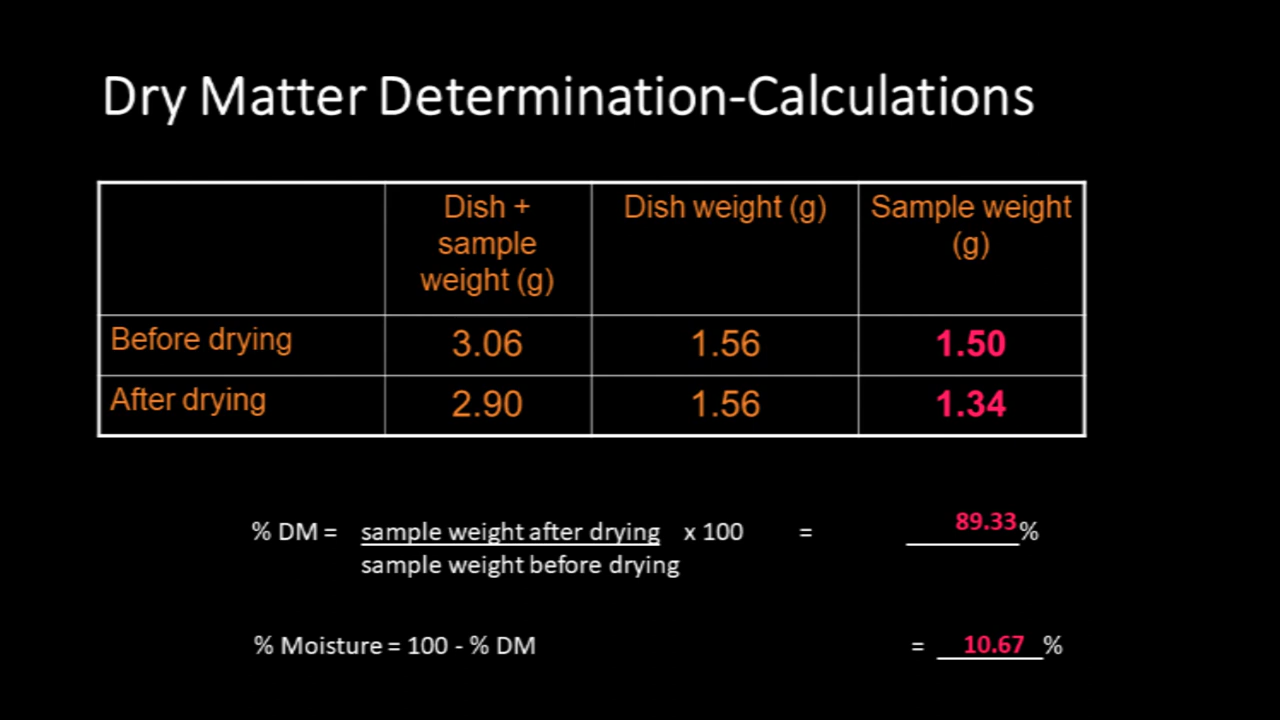 Dry Matter Determination-Calculations
Dish +
sample
weight (g)
Dish weight (g)
Sample weight
(g)
Before drying 3.06 1.56 1.50
After drying 2.90 1.56 1.34
% DM = sample weight after drying x 100 = 89.33%
sample weight before drying
% Moisture = 100 - % DM = 10.67 %